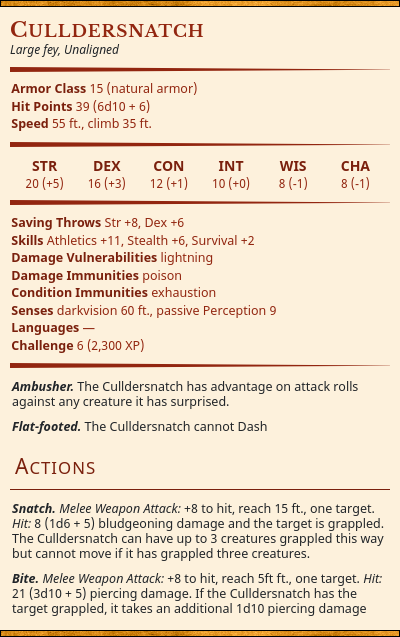 CULLDERSNATCH
Large fey, Unaligned
Armor Class 15 (natural armor)
Hit Points 39 (6d10 + 6)
Speed 55 ft., climb 35 ft.
STR DEX CON INT WIS CHA
20 (+5) 16 (+3) 12 (+1) 10 (+0) 8 (-1) 8 (-1)
Saving Throws Str +8, Dex +6
Skills Athletics +11, Stealth +6, Survival +2
Damage Vulnerabilities lightning
Damage Immunities poison
Condition Immunities exhaustion
Senses darkvision 60 ft., passive Perception 9
Languages —
Challenge 6 (2,300 XP)
Ambusher. The Culldersnatch has advantage on attack rolls
against any creature it has surprised.
Flat-footed. The Culldersnatch cannot Dash
ACTIONS
Snatch. Melee Weapon Attack: +8 to hit, reach 15 ft., one target.
Hit: 8 (1d6 + 5) bludgeoning damage and the target is grappled.
The Culldersnatch can have up to 3 creatures grappled this way
but cannot move if it has grappled three creatures.
Bite. Melee Weapon Attack: +8 to hit, reach 5ft ft., one target. Hit:
21 (3d10 + 5) piercing damage. If the Culldersnatch has the
target grappled, it takes an additional 1d10 piercing damage